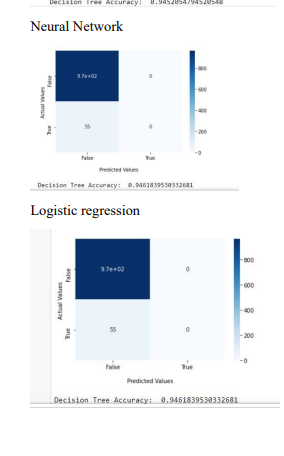 Decision Tree Accuracy: 0.9452054794520548
Neural Network
Actual Values
False
True
9.7e+02
0
55
0
800
600
400
200
0
False
True
Predicted Values
Decision Tree Accuracy: 0.9461839530332681
Logistic regression
Actual Values
False
True
9.7e+02
0
55
0
800
600
400
200
0
False
True
Predicted Values
Decision Tree Accuracy: 0.9461839530332681